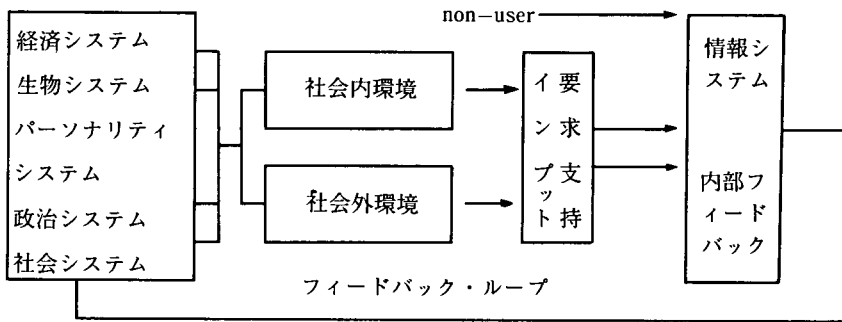 経済システム
生物システム
パーソナリティ
システム
政治システム
社会システム
社会内環境
社会外環境
要求 支持
インプット
non-user
情報シ
ステム
内部フ
ィード
バック
フィードバック・ループ